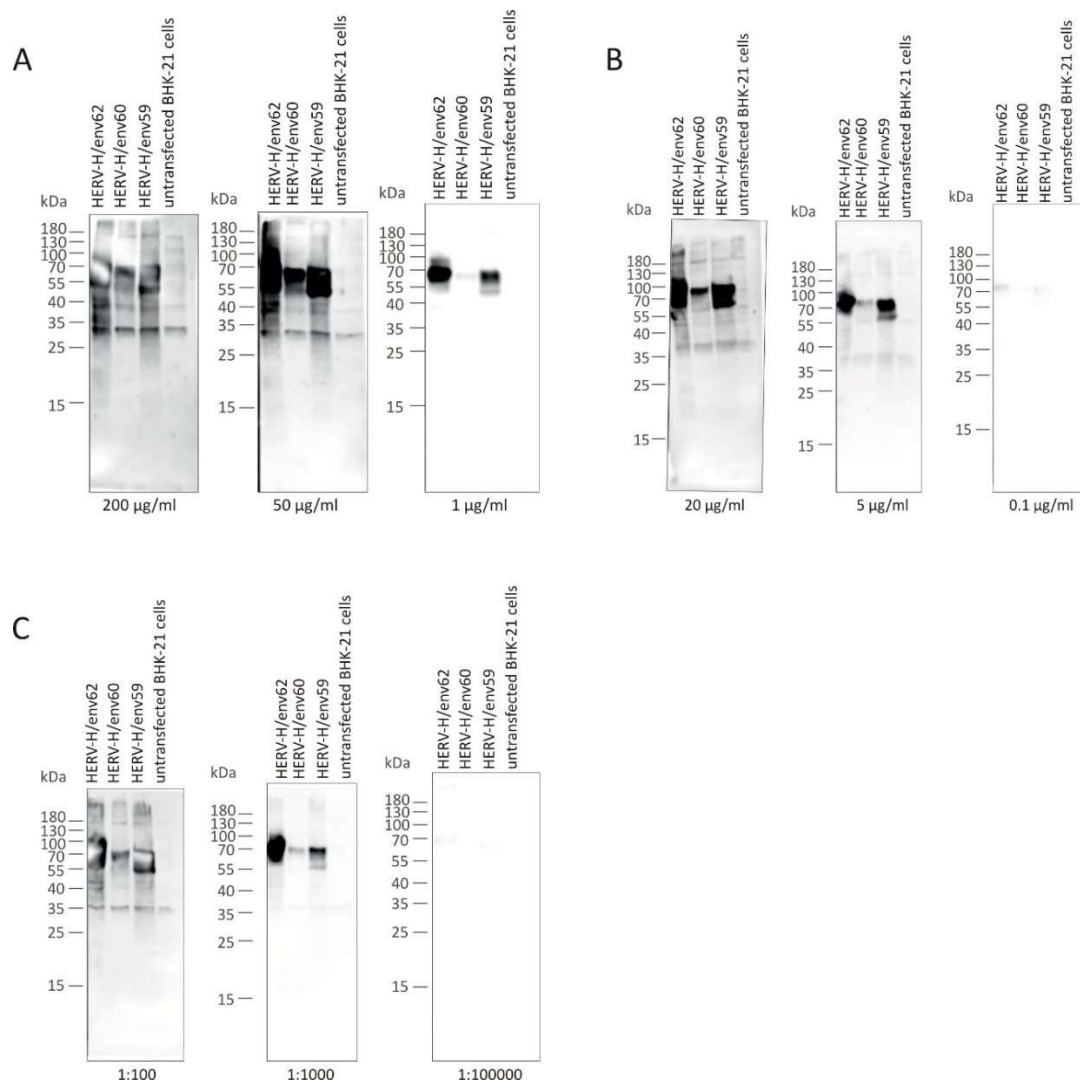 A
kDa
HERV-H/env62
HERV-H/env60
HERV-H/env59
untransfected BHK-21 cells
180
130
100
70
55
40
35
25
15
200 µg/ml
HERV-H/env62
HERV-H/env60
HERV-H/env59
untransfected BHK-21 cells
kDa
180
130
100
70
55
40
35
25
15
50 µg/ml
HERV-H/env62
HERV-H/env60
HERV-H/env59
untransfected BHK-21 cells
kDa
180
130
100
70
55
35
25
15
1 µg/ml
B
HERV-H/env62
HERV-H/env60
HERV-H/env59
untransfected BHK-21 cells
kDa
180
130
100
70
55
40
35
25
15
20 µg/ml
HERV-H/env62
HERV-H/env60
HERV-H/env59
untransfected BHK-21 cells
kDa
180
130
100
70
55
40
35
25
15
5 µg/ml
HERV-H/env62
HERV-H/env60
HERV-H/env59
untransfected BHK-21 cells
kDa
180
130
100
70
55
40
35
25
15
0.1 µg/ml
C
HERV-H/env62
HERV-H/env60
HERV-H/env59
untransfected BHK-21 cells
kDa
180
130
100
70
55
40
35
25
15
1:100
HERV-H/env62
HERV-H/env60
HERV-H/env59
untransfected BHK-21 cells
kDa
180
130
100
70
55
40
35
25
15
1:1000
HERV-H/env62
HERV-H/env60
HERV-H/env59
untransfected BHK-21 cells
kDa
180
130
100
70
55
40
35
25
15
1:100000